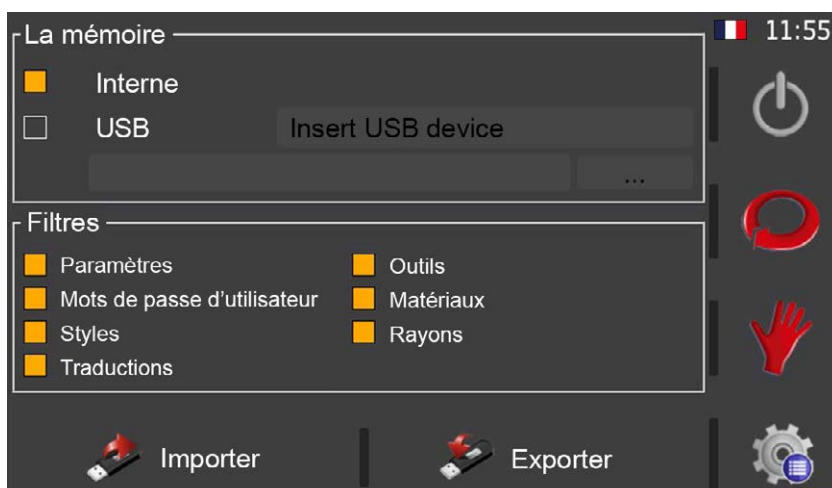 La mémoire
11:55
Interne
USB
Insert USB device
...
Filtres
Paramètres
Outils
Mots de passe d'utilisateur
Matériaux
Styles
Rayons
Traductions
Importer
Exporter